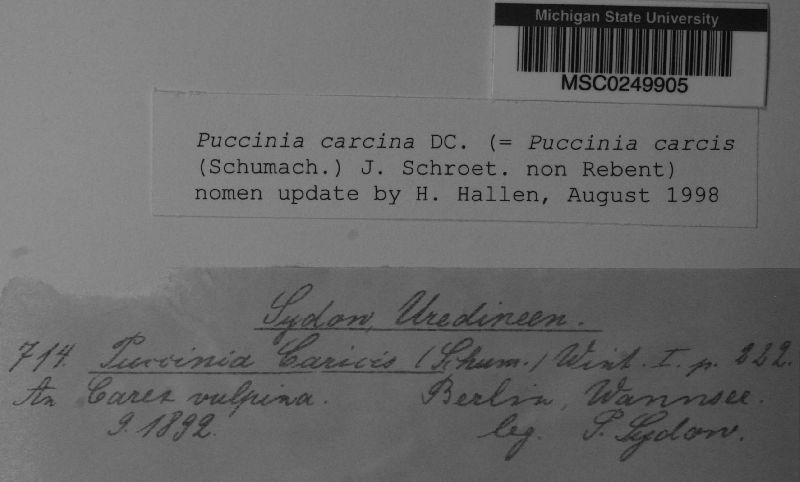 Michigan State University
MSC0249905
Puccinia carcina DC. (= Puccinia carcis
(Schumach.) J. Schroet. non Rebent)
nomen update by H. Hallen, August 1998
Sydow, Uredineen.
714. Puccinia Caricis (Schum.) Wint. I. p. 222.
An Carex vulpina. Berlin, Wannsee.
9. 1892. leg. P. Sydow.